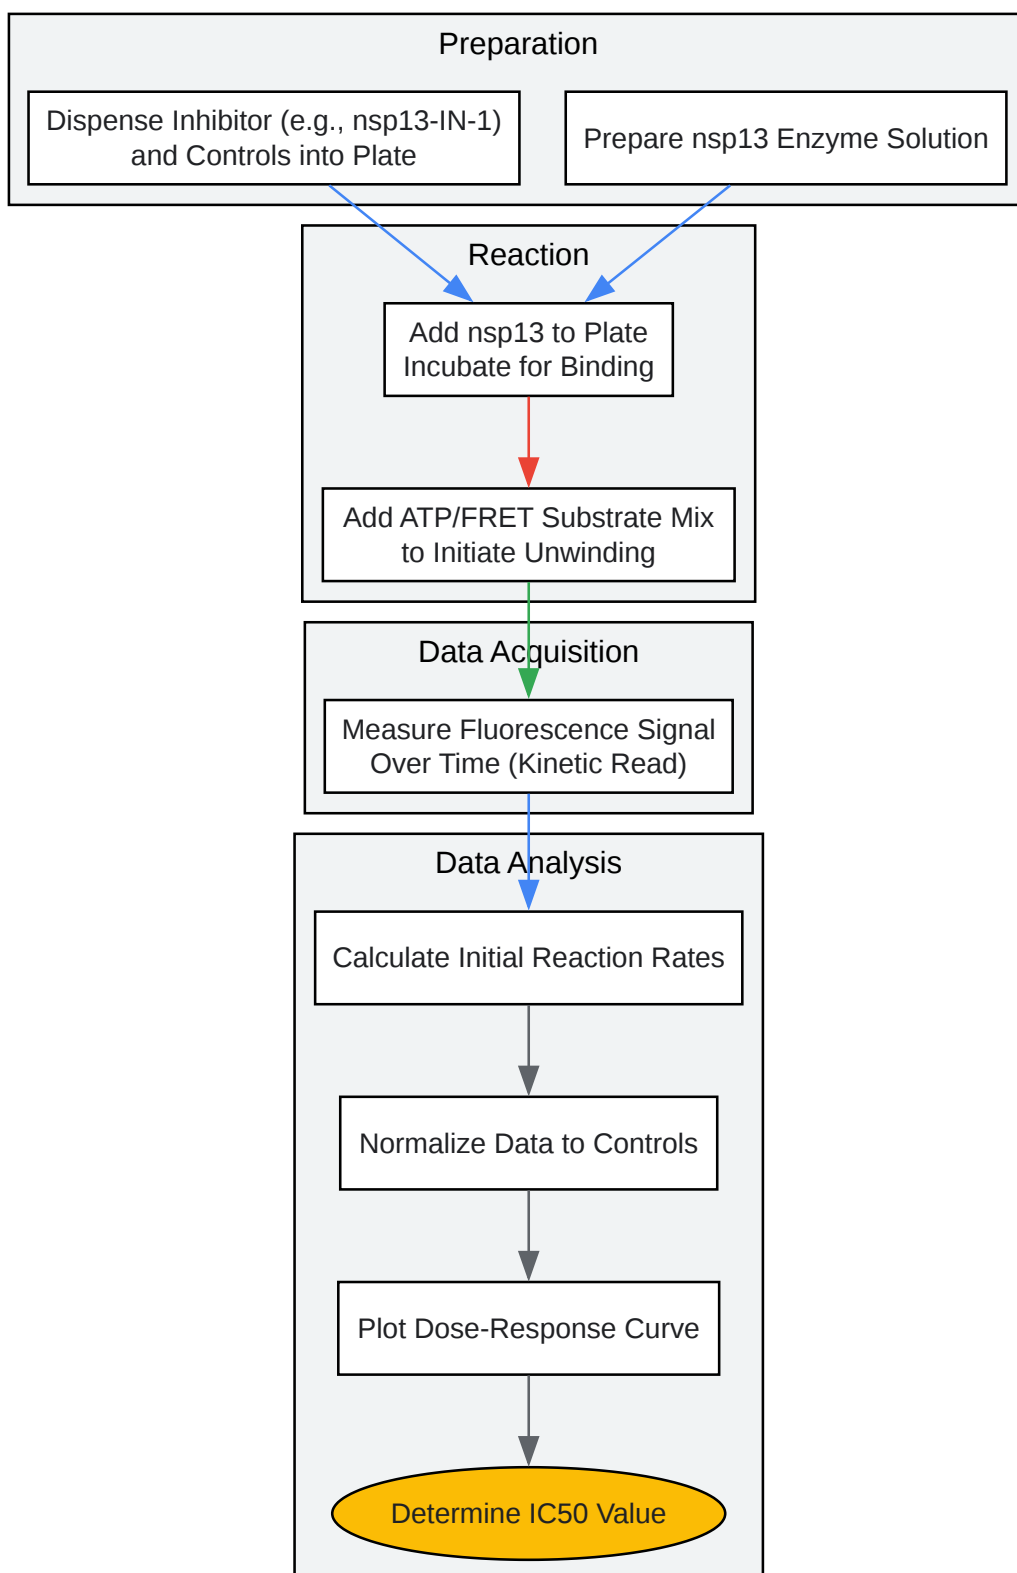 Preparation
Dispense Inhibitor (e.g., nsp13-IN-1)
and Controls into Plate
Prepare nsp13 Enzyme Solution
Reaction
Add nsp13 to Plate
Incubate for Binding
Add ATP/FRET Substrate Mix
to Initiate Unwinding
Data Acquisition
Measure Fluorescence Signal
Over Time (Kinetic Read)
Data Analysis
Calculate Initial Reaction Rates
Normalize Data to Controls
Plot Dose-Response Curve
Determine IC50 Value